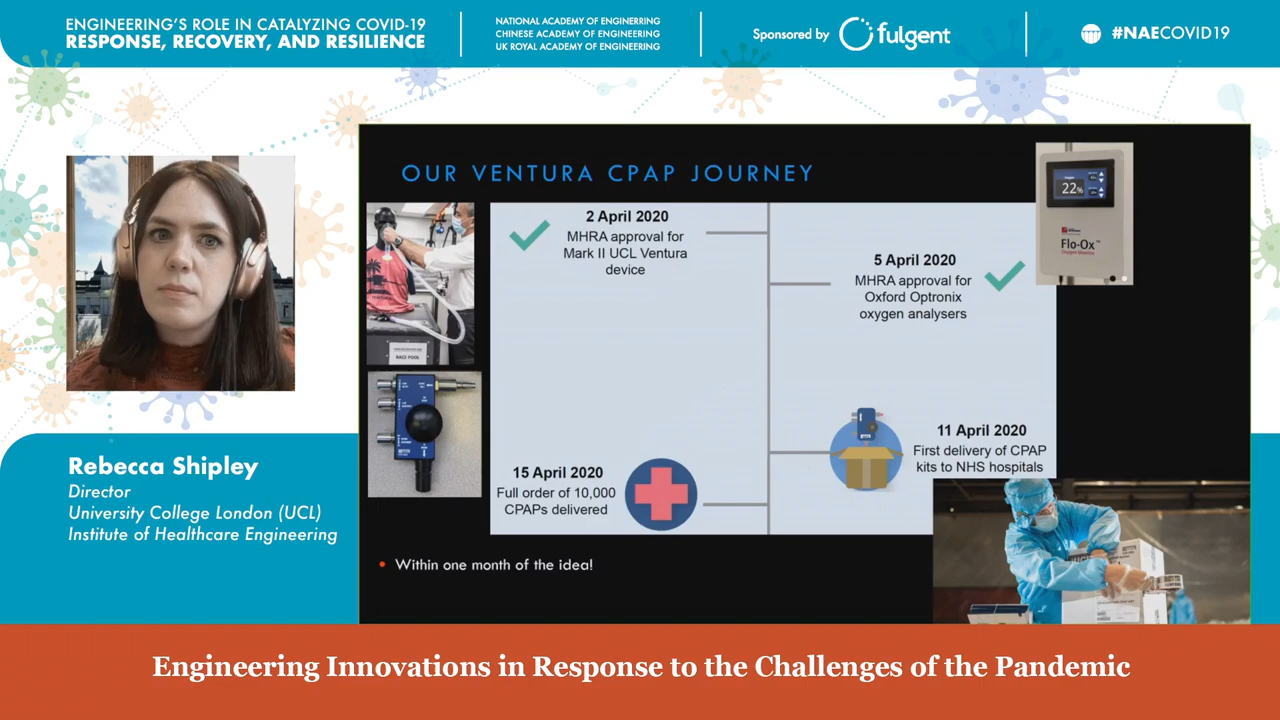 ENGINEERING'S ROLE IN CATALYZING COVID-19
RESPONSE, RECOVERY, AND RESILIENCE
NATIONAL ACADEMY OF ENGINERRING
CHINESE ACADEMY OF ENGINEERING
UK ROYAL ACADEMY OF ENGINEERING
Sponsored by fulgent
#NAECOVID19
OUR VENTURA CPAP JOURNEY
2 April 2020
MHRA approval for
Mark II UCL Ventura
device
5 April 2020
MHRA approval for
Oxford Optronix
oxygen analysers
22%
Flo-Ox™
RACE POOL
11 April 2020
First delivery of CPAP
kits to NHS hospitals
15 April 2020
Full order of 10,000
CPAPs delivered
• Within one month of the idea!
Rebecca Shipley
Director
University College London (UCL)
Institute of Healthcare Engineering
Engineering Innovations in Response to the Challenges of the Pandemic